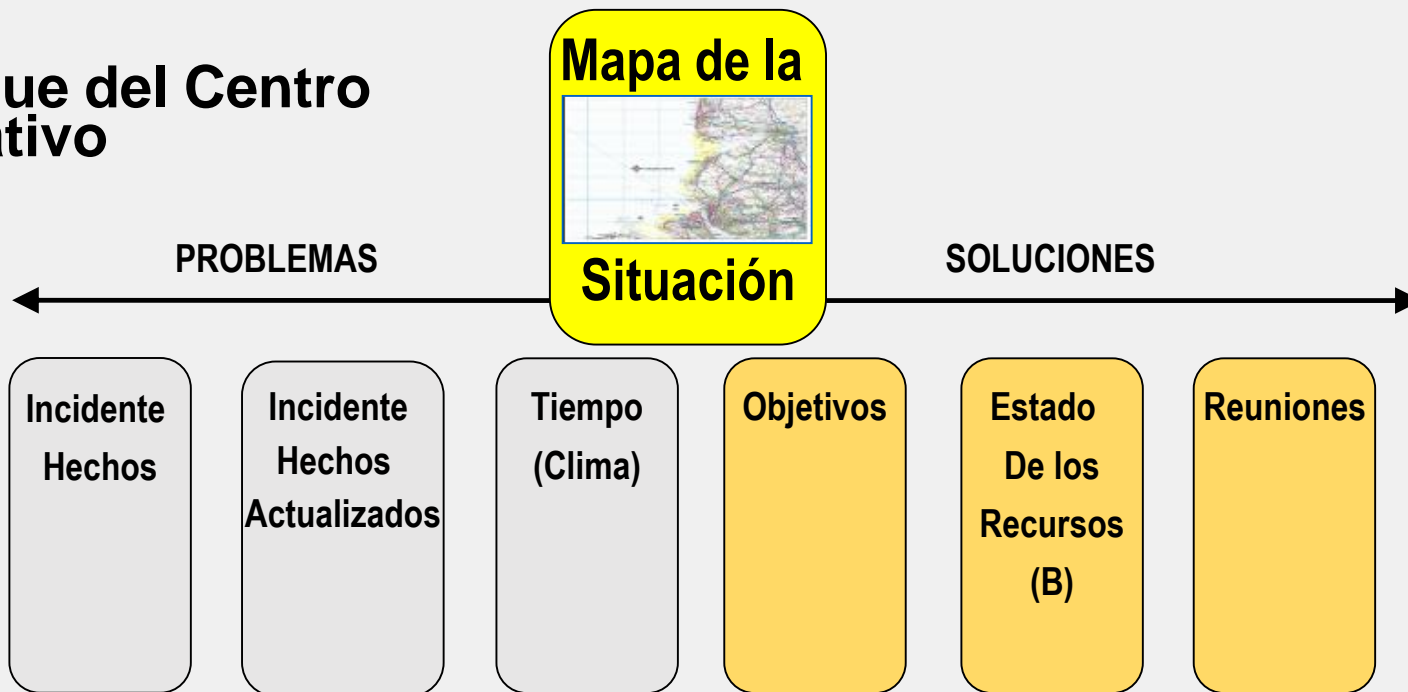 ue del Centro
ativo
Mapa de la
Situación
PROBLEMAS
SOLUCIONES
Incidente
Hechos
Incidente
Hechos
Actualizados
Tiempo
(Clima)
Objetivos
Estado
De los
Recursos
(B)
Reuniones